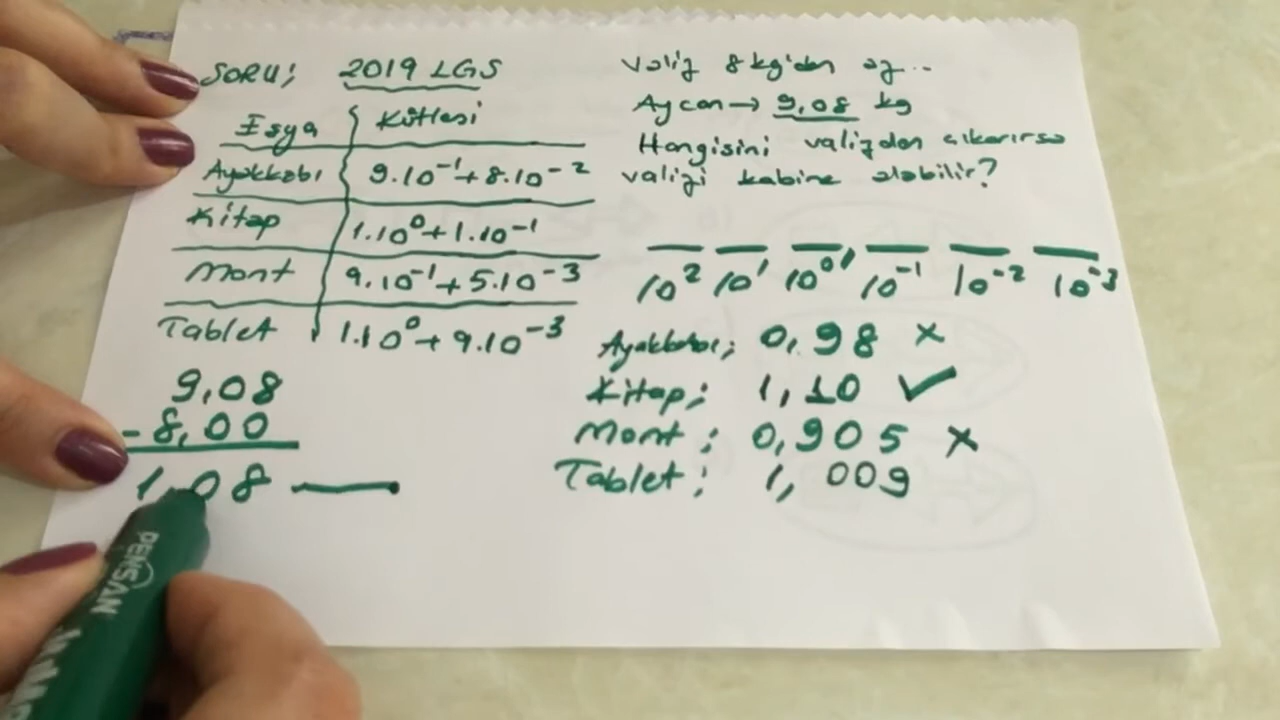 SORU; 2019 LGS
Eşya Kütlesi
Ayakkabı 9.10⁻¹+8.10⁻²
Kitap 1.10⁰+1.10⁻¹
Mont 9.10⁻¹+5.10⁻³
Tablet 1.10⁰+9.10⁻³
9,08
- 8,00
1,08
Valiz 8 kg'dan az...
Aycan→ 9,08 kg
Hangisini valizden çıkarırsa
valizi kabine alabilir?
10² 10¹ 10⁰, 10⁻¹ 10⁻² 10⁻³
Ayakkabı; 0,98 x
Kitap; 1,10 ✓
Mont; 0,905 x
Tablet; 1,009
PENSAN